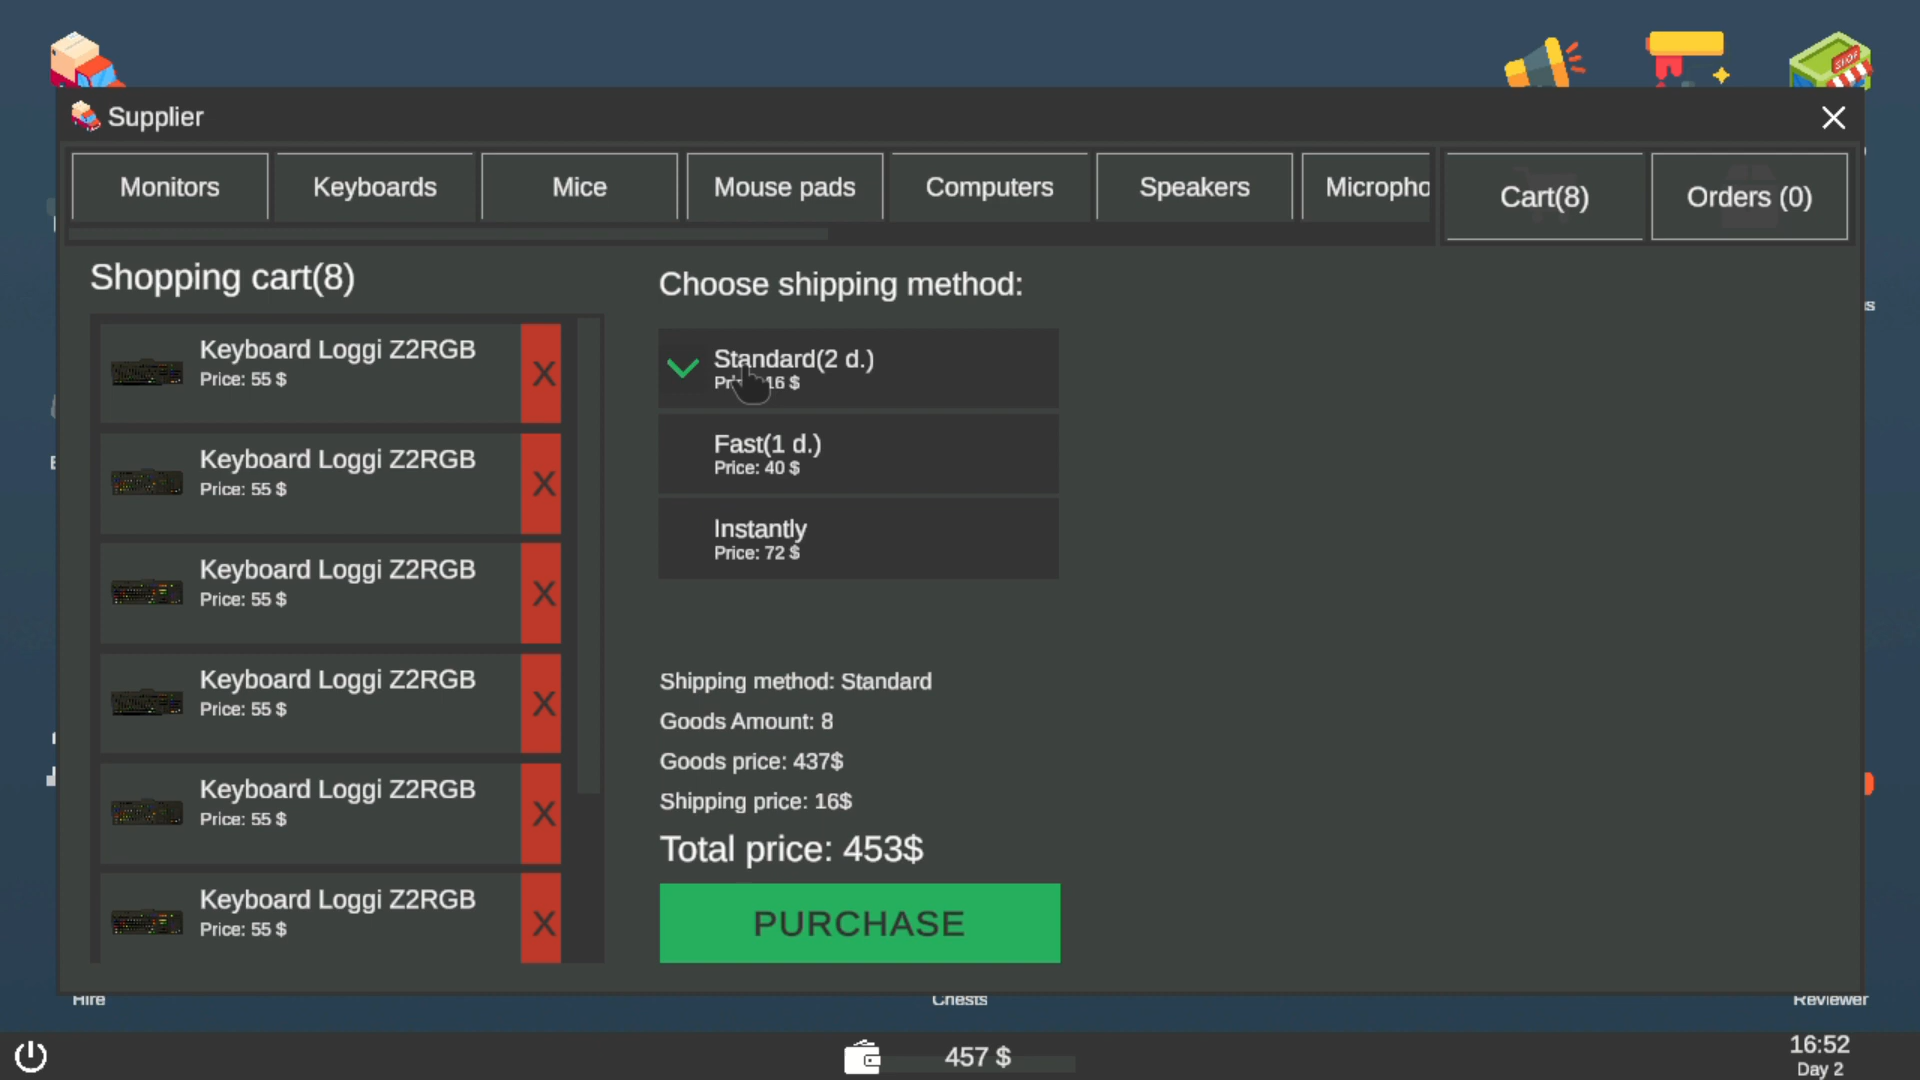 Supplier
Monitors
Keyboards
Mice
Mouse pads
Computers
Speakers
Micropho
Cart(8)
Orders (0)
Shopping cart(8)
Keyboard Loggi Z2RGB
Price: 55 $
X
Keyboard Loggi Z2RGB
Price: 55 $
X
Keyboard Loggi Z2RGB
Price: 55 $
X
Keyboard Loggi Z2RGB
Price: 55 $
X
Keyboard Loggi Z2RGB
Price: 55 $
X
Keyboard Loggi Z2RGB
Price: 55 $
X
Choose shipping method:
Standard(2 d.)
16 $
Fast(1 d.)
Price: 40 $
Instantly
Price: 72 $
Shipping method: Standard
Goods Amount: 8
Goods price: 437$
Shipping price: 16$
Total price: 453$
PURCHASE
Hire
Chests
Reviewer
457 $
16:52
Day 2